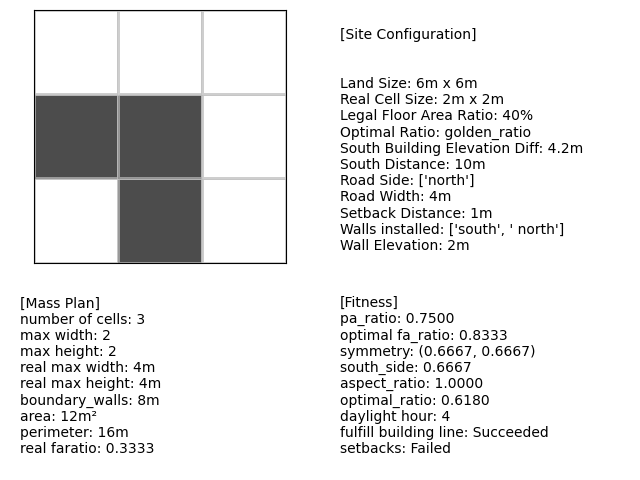 [Site Configuration]
Land Size: 6m x 6m
Real Cell Size: 2m x 2m
Legal Floor Area Ratio: 40%
Optimal Ratio: golden_ratio
South Building Elevation Diff: 4.2m
South Distance: 10m
Road Side: ['north']
Road Width: 4m
Setback Distance: 1m
Walls installed: ['south', ' north']
Wall Elevation: 2m
[Mass Plan]
number of cells: 3
max width: 2
max height: 2
real max width: 4m
real max height: 4m
boundary_walls: 8m
area: 12m²
perimeter: 16m
real faratio: 0.3333
[Fitness]
pa_ratio: 0.7500
optimal fa_ratio: 0.8333
symmetry: (0.6667, 0.6667)
south_side: 0.6667
aspect_ratio: 1.0000
optimal_ratio: 0.6180
daylight hour: 4
fulfill building line: Succeeded
setbacks: Failed